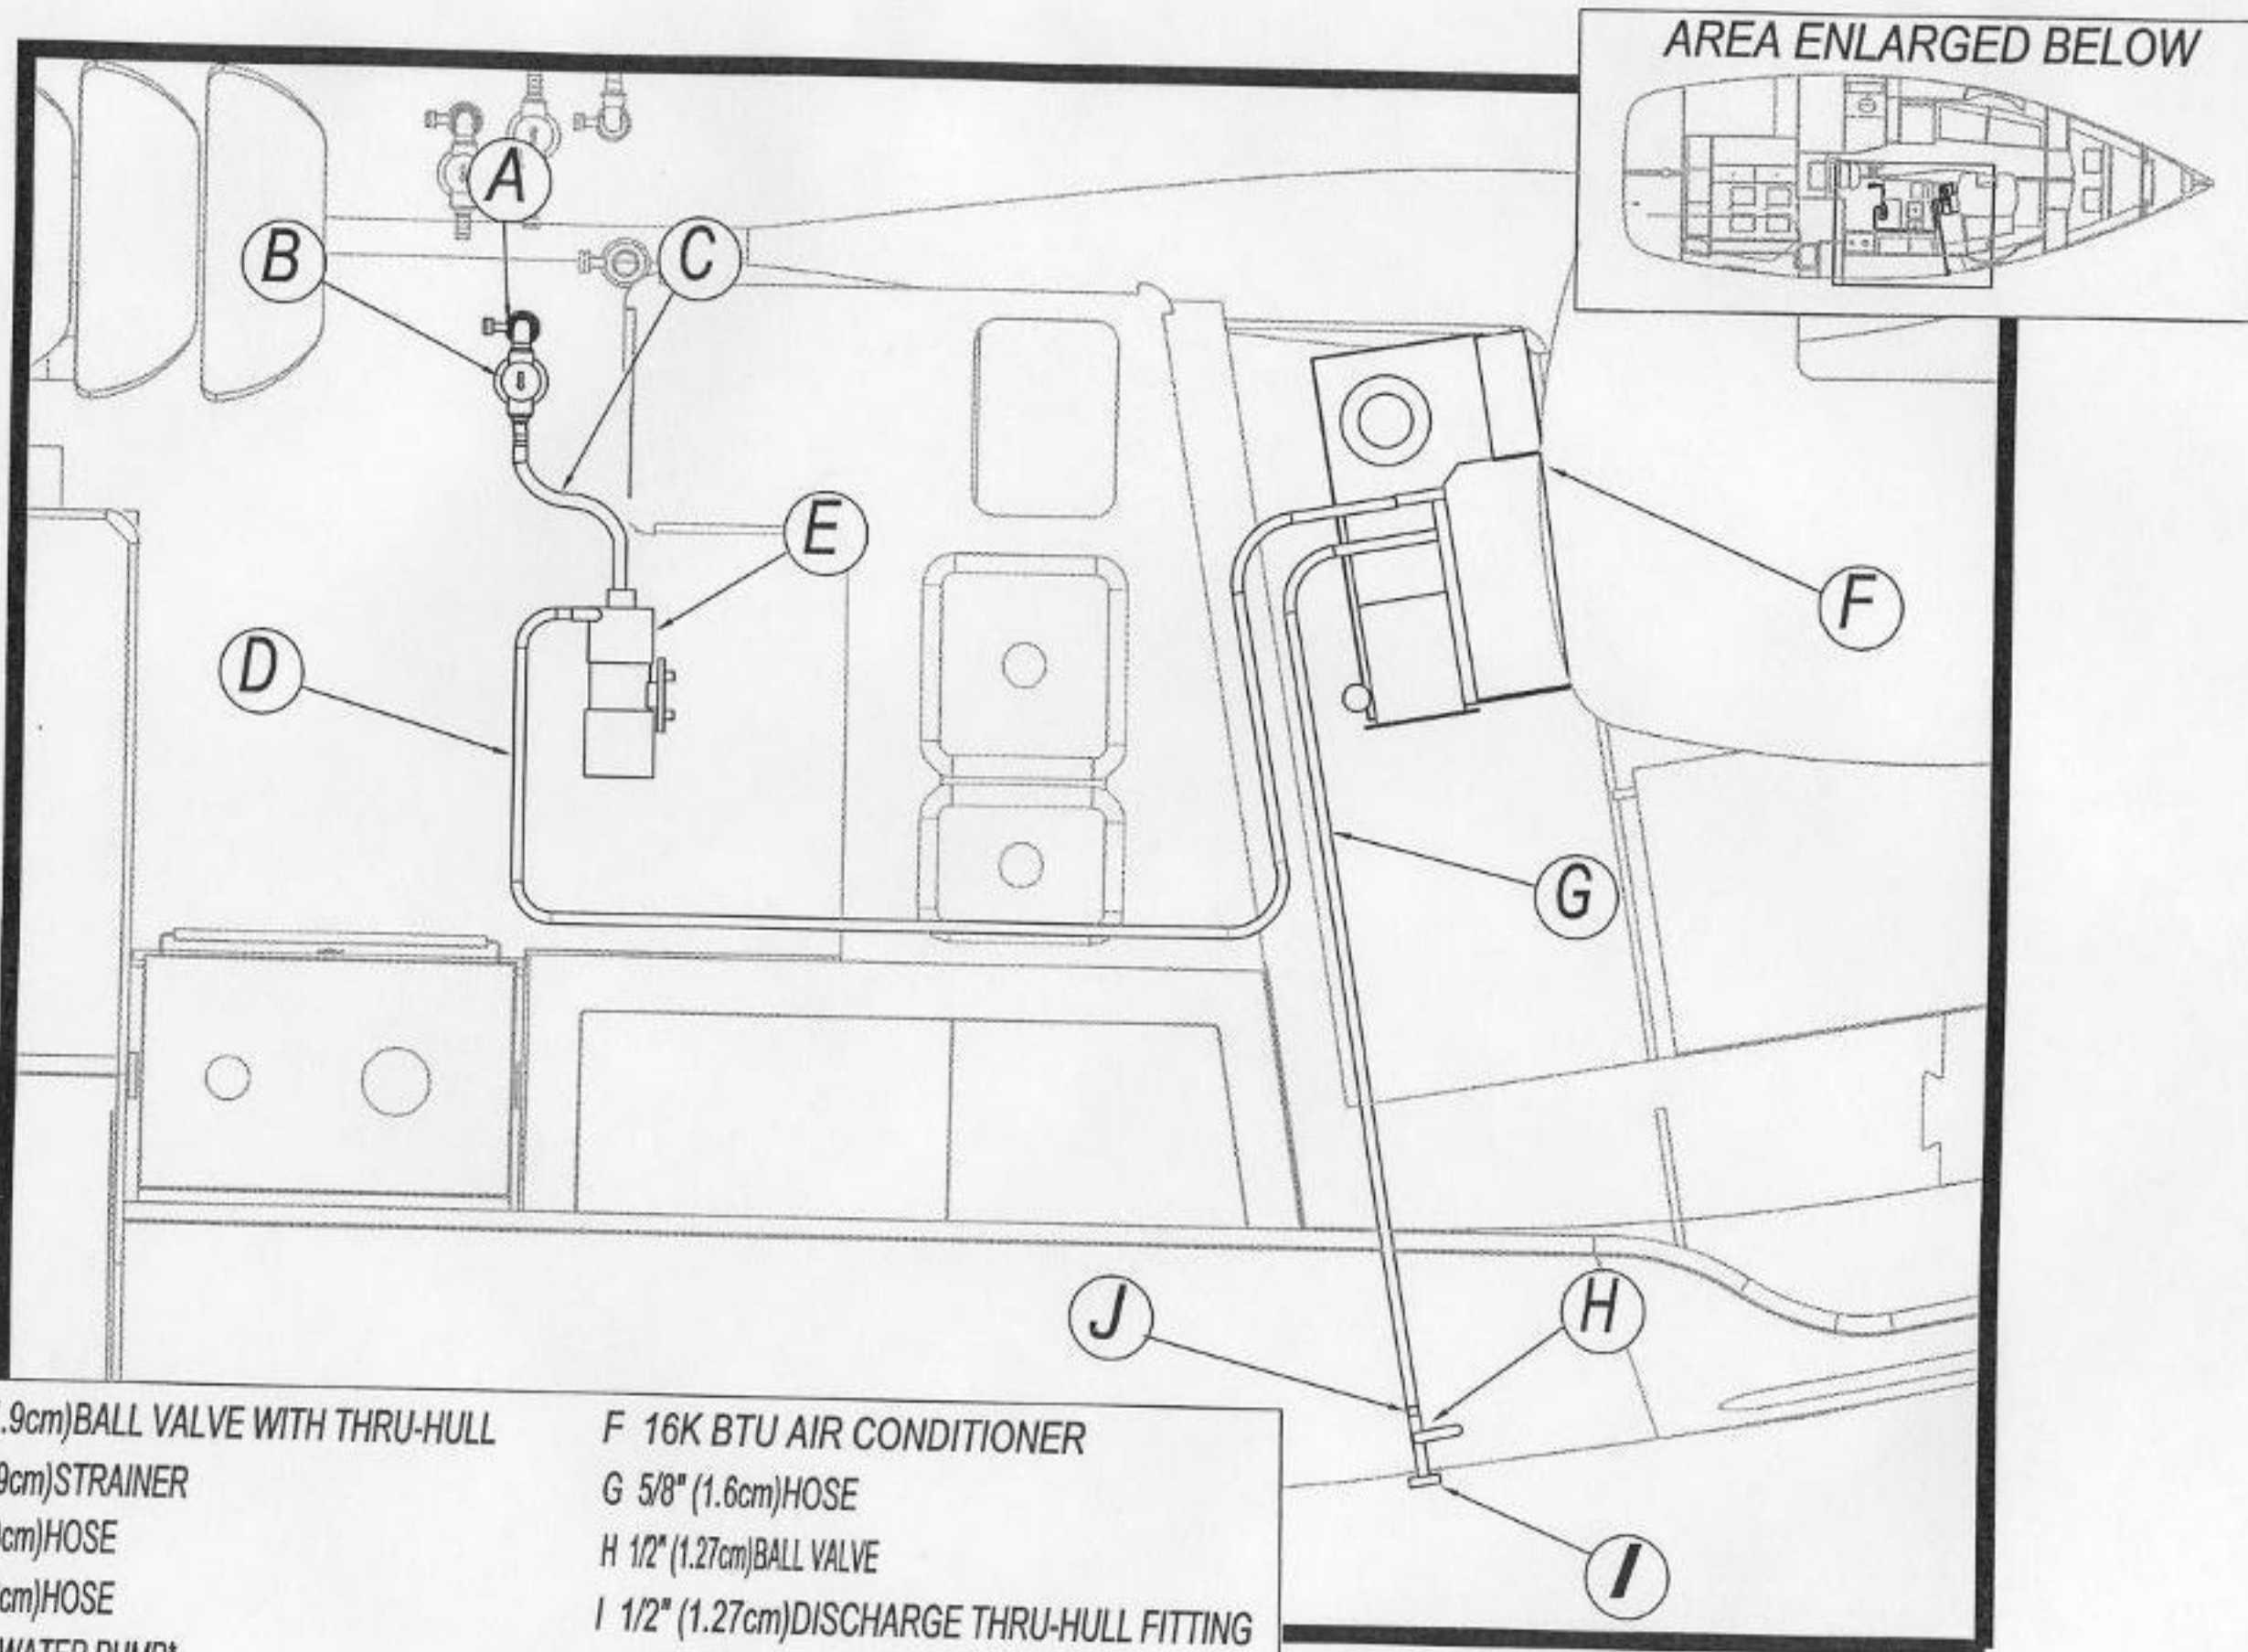 AREA ENLARGED BELOW
A
B
C
E
D
F
G
J
H
I
.9cm)BALL VALVE WITH THRU-HULL
9cm)STRAINER
cm)HOSE
cm)HOSE
WATER PUMP*
F 16K BTU AIR CONDITIONER
G 5/8" (1.6cm)HOSE
H 1/2" (1.27cm)BALL VALVE
I 1/2" (1.27cm)DISCHARGE THRU-HULL FITTING